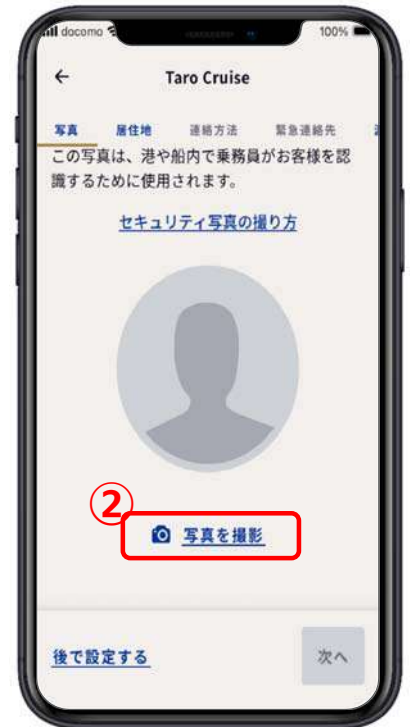 docomo 100%
← Taro Cruise
写真 居住地 連絡方法 緊急連絡先
この写真は、港や船内で乗務員がお客様を認
識するために使用されます。
セキュリティ写真の撮り方
②
写真を撮影
後で設定する 次へ